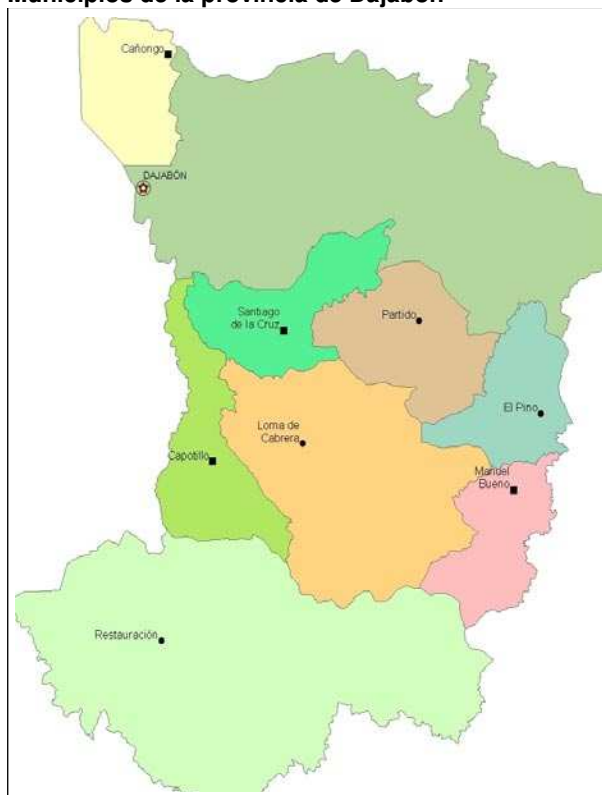 Municipios de la provincia de Dajabón
Cañongo
DAJABÓN
Santiago
de la Cruz
Partido
El Pino
Loma de
Cabrera
Capotillo
Manuel
Bueno
Restauración